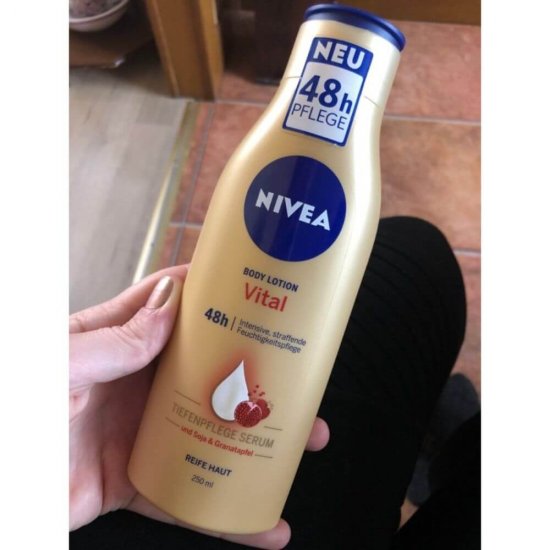 NEU
48h
PFLEGE
NIVEA
BODY LOTION
Vital
48h
Intensive, straffende
Feuchtigkeitspflege
TIEFENPFLEGE SERUM
und Soja & Granatapfel
REIFE HAUT
250 ml